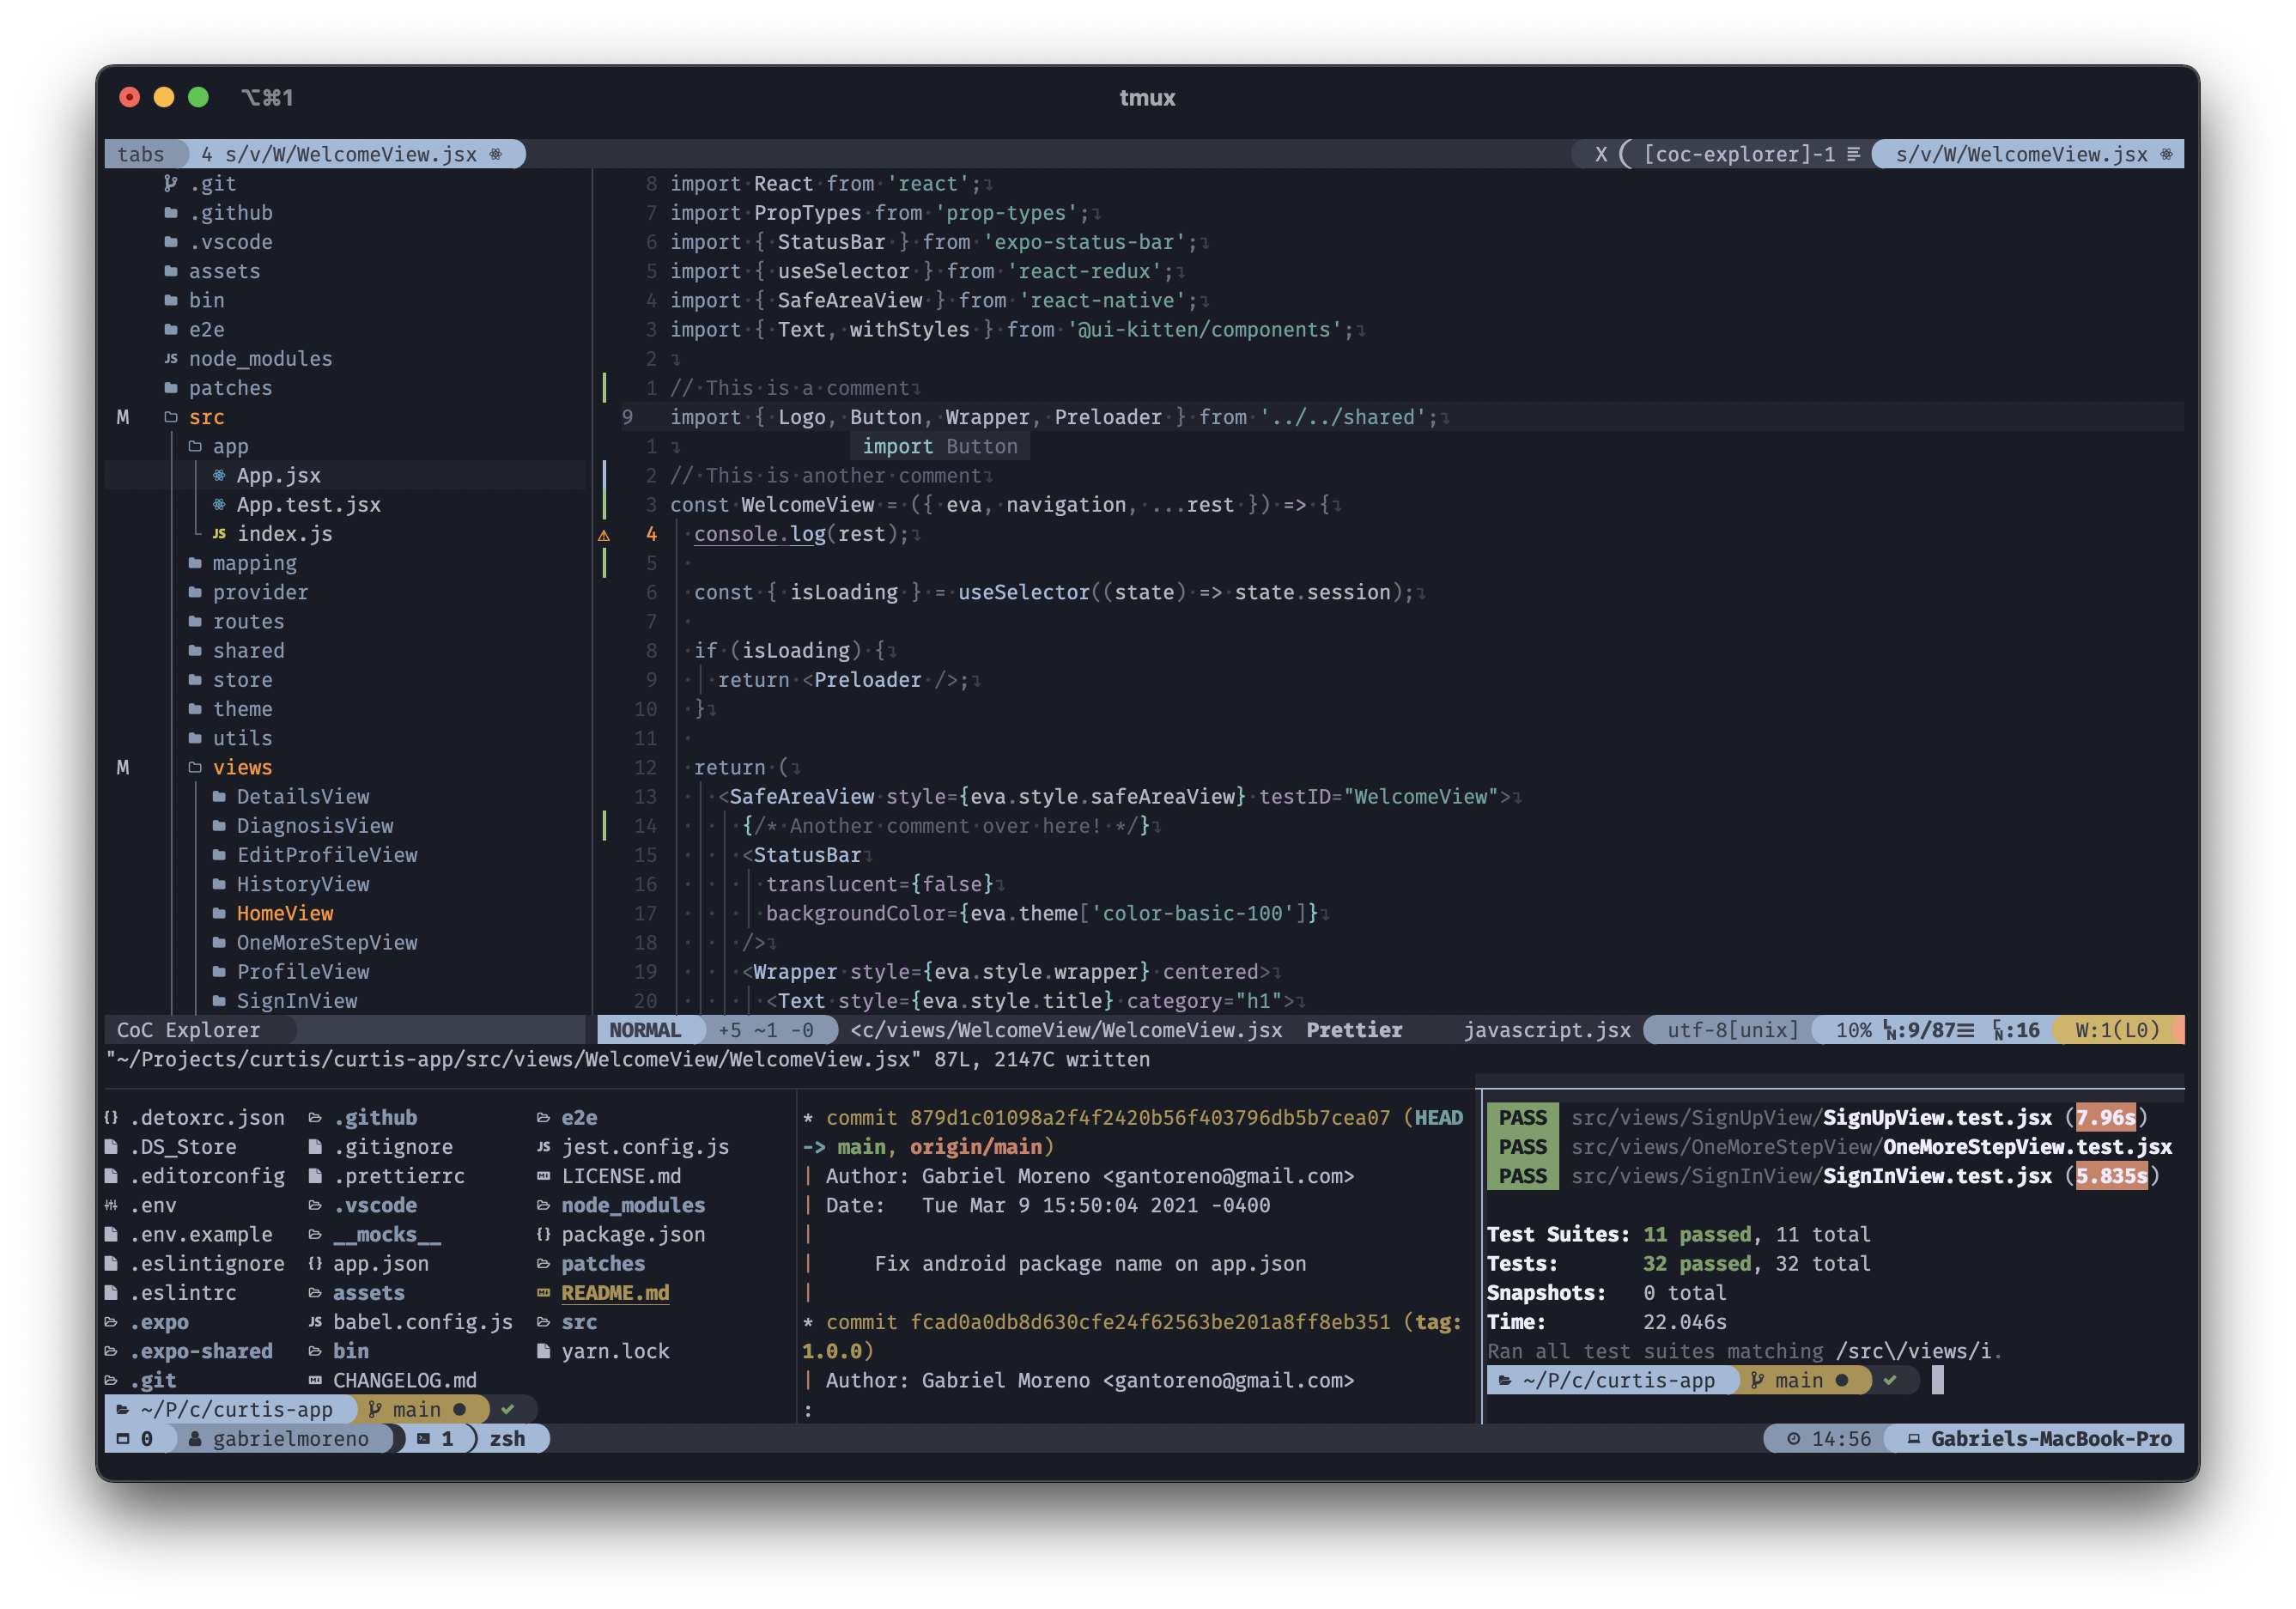 ⌥⌘1
tmux
tabs 4 s/v/W/WelcomeView.jsx
X [coc-explorer]-1 s/v/W/WelcomeView.jsx
.git
.github
.vscode
assets
bin
e2e
JS node_modules
patches
M src
app
App.jsx
App.test.jsx
JS index.js
mapping
provider
routes
shared
store
theme
utils
M views
DetailsView
DiagnosisView
EditProfileView
HistoryView
HomeView
OneMoreStepView
ProfileView
SignInView
CoC Explorer
8 import React from 'react';
7 import PropTypes from 'prop-types';
6 import { StatusBar } from 'expo-status-bar';
5 import { useSelector } from 'react-redux';
4 import { SafeAreaView } from 'react-native';
3 import { Text, withStyles } from '@ui-kitten/components';
2
1 // This is a comment
9 import { Logo, Button, Wrapper, Preloader } from '../../shared';
1 import Button
2 // This is another comment
3 const WelcomeView = ({ eva, navigation, ...rest }) => {
4 console.log(rest);
5
6 const { isLoading } = useSelector((state) => state.session);
7
8 if (isLoading) {
9 return <Preloader />;
10 }
11
12 return (
13 <SafeAreaView style={eva.style.safeAreaView} testID="WelcomeView">
14 {/* Another comment over here! */}
15 <StatusBar
16 translucent={false}
17 backgroundColor={eva.theme['color-basic-100']}
18 />
19 <Wrapper style={eva.style.wrapper} centered>
20 <Text style={eva.style.title} category="h1">
NORMAL +5 ~1 -0 <c/views/WelcomeView/WelcomeView.jsx Prettier javascript.jsx utf-8[unix] 10% LN:9/87☰ CN:16 W:1(L0)
"~/Projects/curtis/curtis-app/src/views/WelcomeView/WelcomeView.jsx" 87L, 2147C written
{} .detoxrc.json .github e2e
.DS_Store .gitignore JS jest.config.js
.editorconfig .prettierrc LICENSE.md
.env .vscode node_modules
.env.example __mocks__ {} package.json
.eslintignore {} app.json patches
.eslintrc assets README.md
.expo JS babel.config.js src
.expo-shared bin yarn.lock
.git CHANGELOG.md
~/P/c/curtis-app main ● ✔
* commit 879d1c01098a2f4f2420b56f403796db5b7cea07 (HEAD
-> main, origin/main)
| Author: Gabriel Moreno <gantoreno@gmail.com>
| Date: Tue Mar 9 15:50:04 2021 -0400
|
| Fix android package name on app.json
|
* commit fcad0a0db8d630cfe24f62563be201a8ff8eb351 (tag:
1.0.0)
| Author: Gabriel Moreno <gantoreno@gmail.com>
:
PASS src/views/SignUpView/SignUpView.test.jsx (7.96s)
PASS src/views/OneMoreStepView/OneMoreStepView.test.jsx
PASS src/views/SignInView/SignInView.test.jsx (5.835s)
Test Suites: 11 passed, 11 total
Tests: 32 passed, 32 total
Snapshots: 0 total
Time: 22.046s
Ran all test suites matching /src\/views/i.
~/P/c/curtis-app main ● ✔
0 gabrielmoreno 1 zsh
14:56 Gabriels-MacBook-Pro